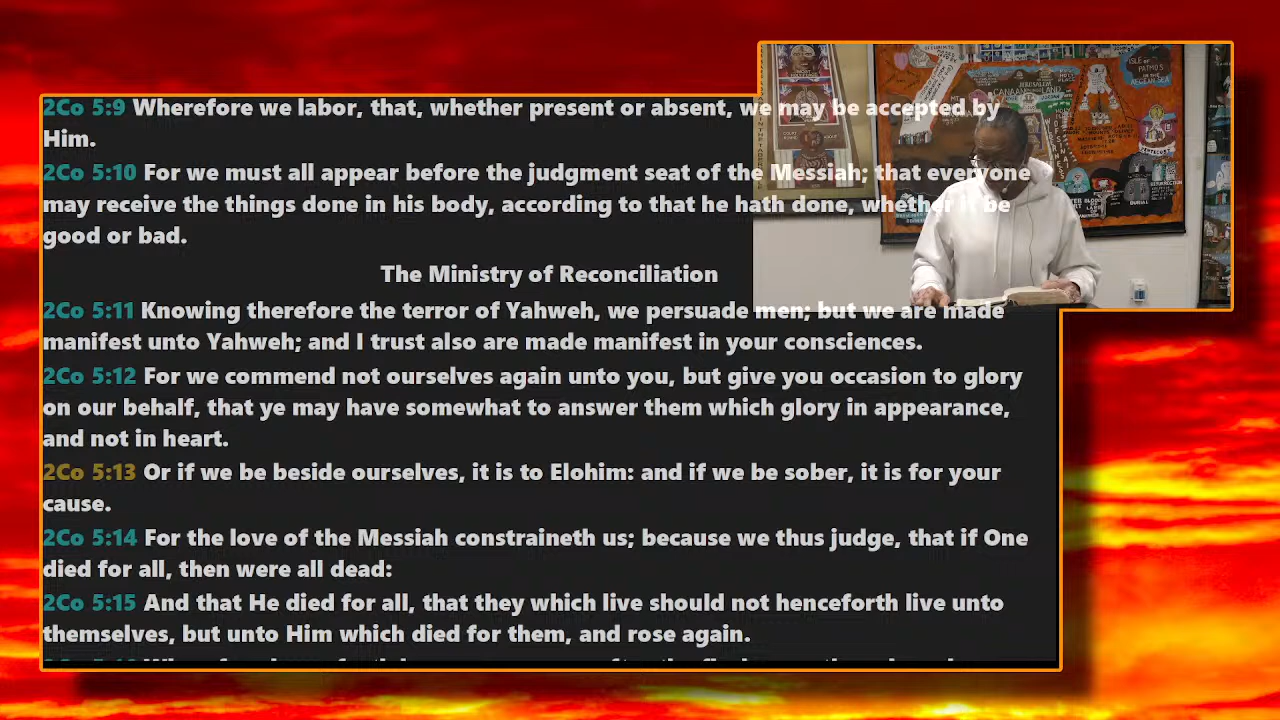 2Co 5:9 Wherefore we labor, that, whether present or absent, we may be accepted by
Him.
2Co 5:10 For we must all appear before the judgment seat of the Messiah; that everyone
may receive the things done in his body, according to that he hath done, whether it be
good or bad.
The Ministry of Reconciliation
2Co 5:11 Knowing therefore the terror of Yahweh, we persuade men; but we are made
manifest unto Yahweh; and I trust also are made manifest in your consciences.
2Co 5:12 For we commend not ourselves again unto you, but give you occasion to glory
on our behalf, that ye may have somewhat to answer them which glory in appearance,
and not in heart.
2Co 5:13 Or if we be beside ourselves, it is to Elohim: and if we be sober, it is for your
cause.
2Co 5:14 For the love of the Messiah constraineth us; because we thus judge, that if One
died for all, then were all dead:
2Co 5:15 And that He died for all, that they which live should not henceforth live unto
themselves, but unto Him which died for them, and rose again.
ISLE of
PATMOS
IN THE
AEGEAN SEA
JERUSALEM
CANAAN LAND